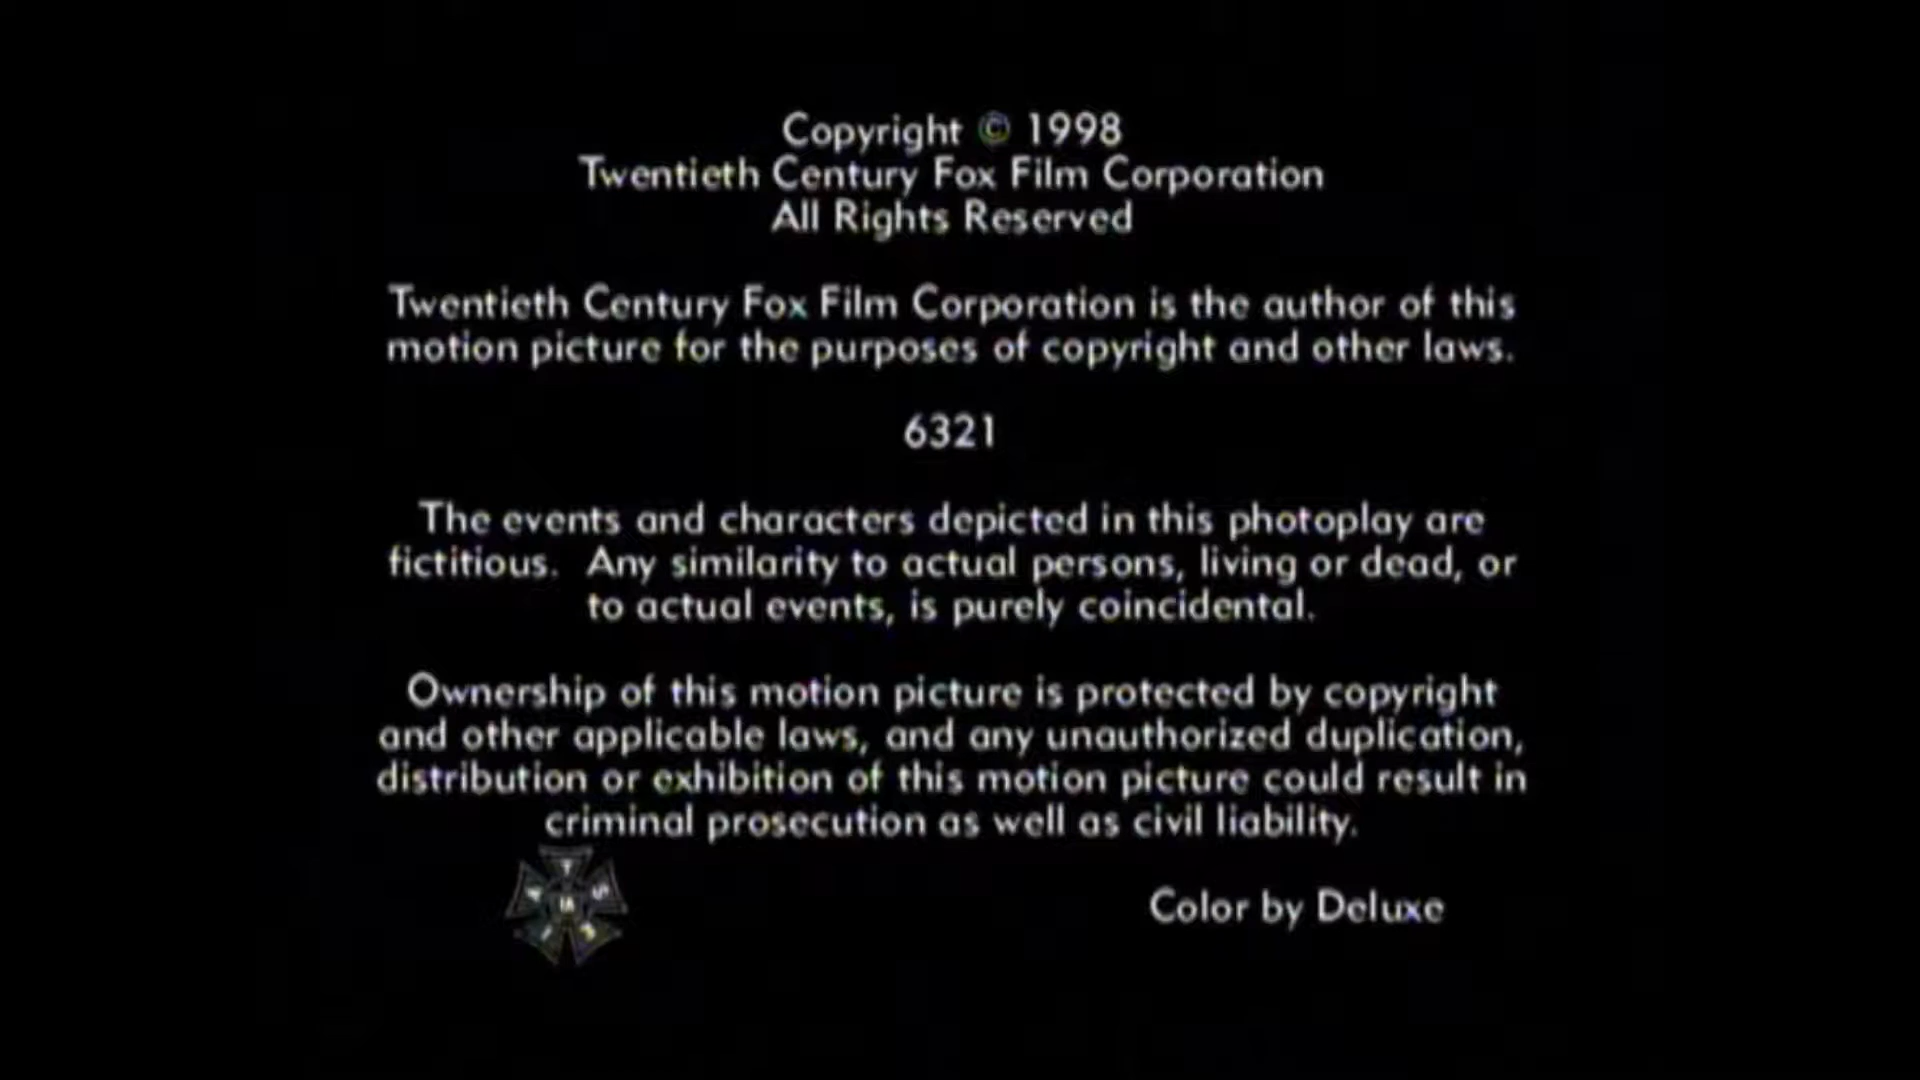 Copyright © 1998
Twentieth Century Fox Film Corporation
All Rights Reserved
Twentieth Century Fox Film Corporation is the author of this
motion picture for the purposes of copyright and other laws.
6321
The events and characters depicted in this photoplay are
fictitious. Any similarity to actual persons, living or dead, or
to actual events, is purely coincidental.
Ownership of this motion picture is protected by copyright
and other applicable laws, and any unauthorized duplication,
distribution or exhibition of this motion picture could result in
criminal prosecution as well as civil liability.
Color by Deluxe